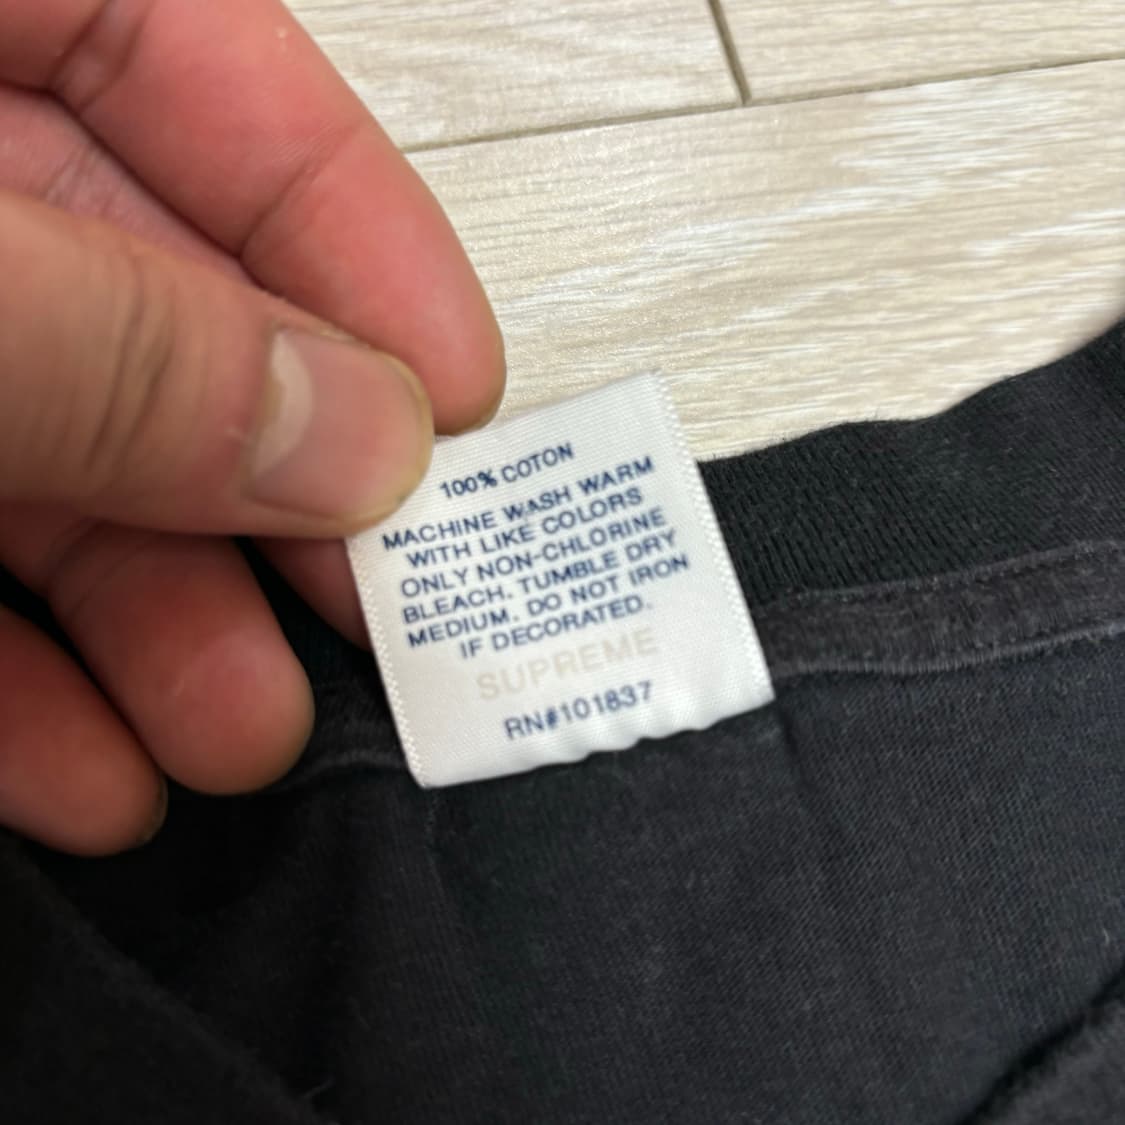 100% COTON
MACHINE WASH WARM
WITH LIKE COLORS
ONLY NON-CHLORINE
BLEACH. TUMBLE DRY
MEDIUM. DO NOT IRON
IF DECORATED.
SUPREME
RN#101837